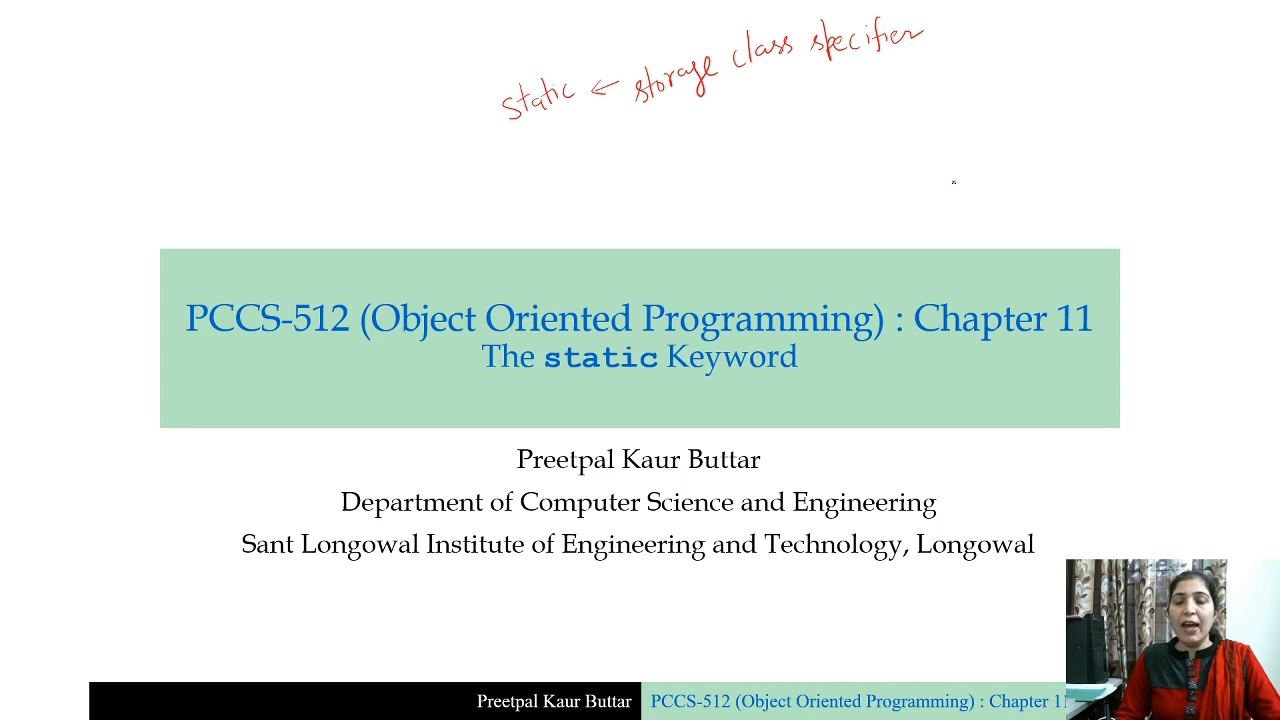 static ← storage class specifier
PCCS-512 (Object Oriented Programming) : Chapter 11
The static Keyword
Preetpal Kaur Buttar
Department of Computer Science and Engineering
Sant Longowal Institute of Engineering and Technology, Longowal
Preetpal Kaur Buttar PCCS-512 (Object Oriented Programming) : Chapter 11